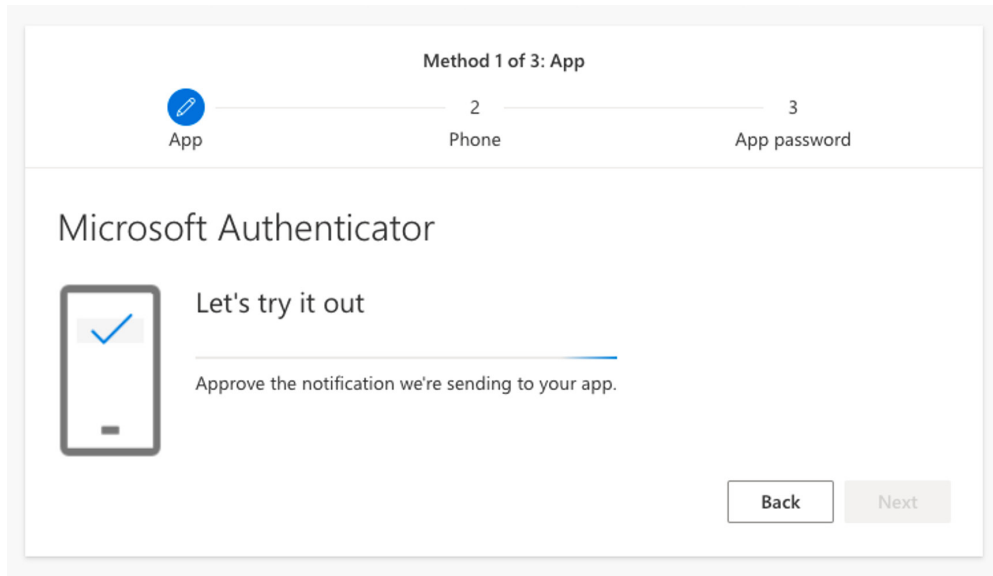 Method 1 of 3: App
2
3
App
Phone
App password
Microsoft Authenticator
Let's try it out
Approve the notification we're sending to your app.
Back
Next